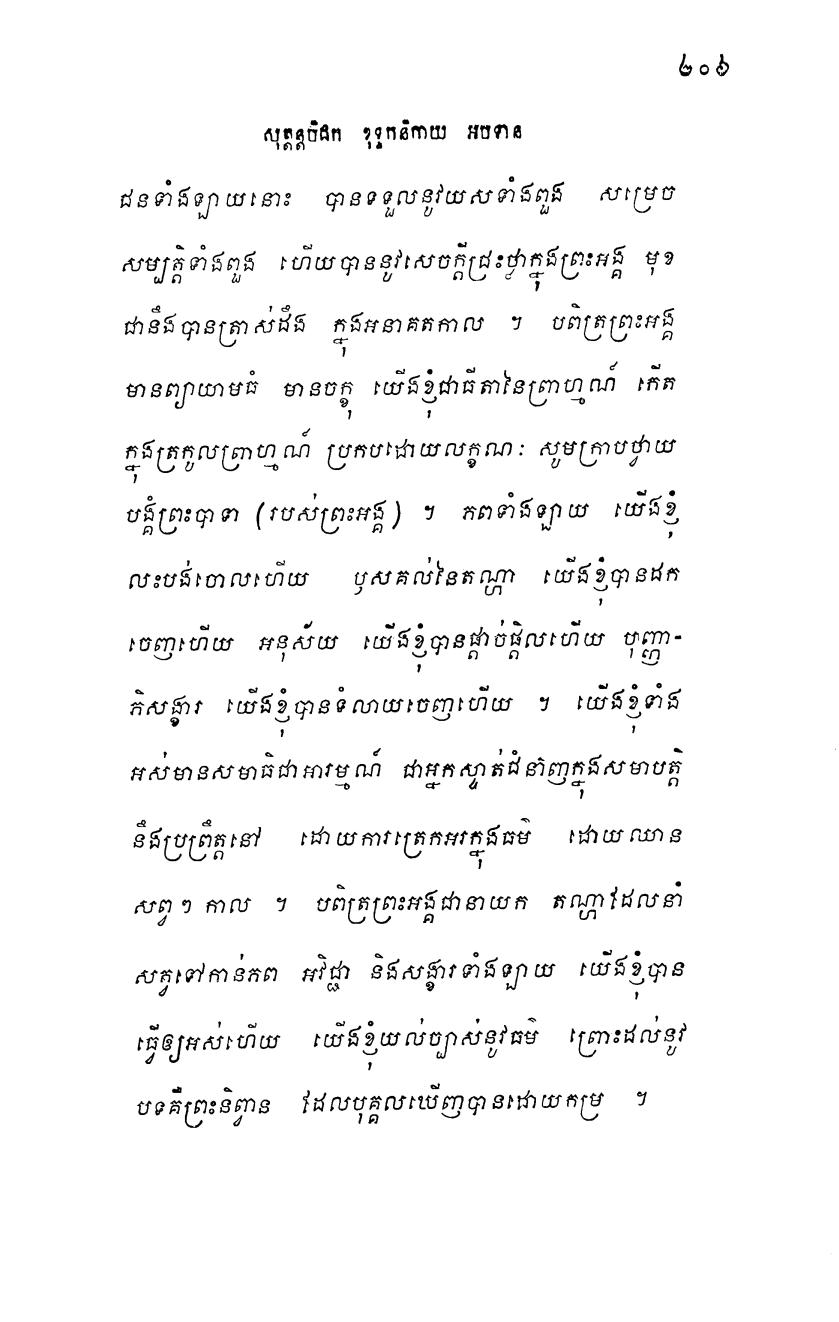 ២០៦
សុត្តន្តបិដក ខុទ្ទកនិកាយ អបទាន
ជនទាំងឡាយនោះ បានទទួលនូវយសទាំងពួង សម្រេច
សម្បត្តិទាំងពួង ហើយបាននូវសេចក្តីជ្រះថ្លាក្នុងព្រះអង្គ មុខ
ជានឹងបានត្រាស់ដឹង ក្នុងអនាគតកាល ។ បពិត្រព្រះអង្គ
មានព្យាយាមធំ មានចក្ខុ យើងខ្ញុំជាធីតានៃព្រាហ្មណ៍ កើត
ក្នុងត្រកូលព្រាហ្មណ៍ ប្រកបដោយលក្ខណៈ សូមក្រាបថ្វាយ
បង្គំព្រះបាទា (របស់ព្រះអង្គ) ។ ភពទាំងឡាយ យើងខ្ញុំ
លះបង់ចោលហើយ ឫសគល់នៃតណ្ហា យើងខ្ញុំបានដក
ចេញហើយ អនុស័យ យើងខ្ញុំបានផ្តាច់ផ្តិលហើយ បុញ្ញា-
ភិសង្ខារ យើងខ្ញុំបានទំលាយចេញហើយ ។ យើងខ្ញុំទាំង
អស់មានសមាធិជាអារម្មណ៍ ជាអ្នកស្ទាត់ជំនាញក្នុងសមាបត្តិ
នឹងប្រព្រឹត្តនៅ ដោយការត្រេកអរក្នុងធម៌ ដោយឈាន
សព្វៗ កាល ។ បពិត្រព្រះអង្គជានាយក តណ្ហាដែលនាំ
សត្វទៅកាន់ភព អវិជ្ជា និងសង្ខារទាំងឡាយ យើងខ្ញុំបាន
ធ្វើឲ្យអស់ហើយ យើងខ្ញុំយល់ច្បាស់នូវធម៌ ព្រោះដល់នូវ
បទគឺព្រះនិព្វាន ដែលបុគ្គលឃើញបានដោយកម្រ ។